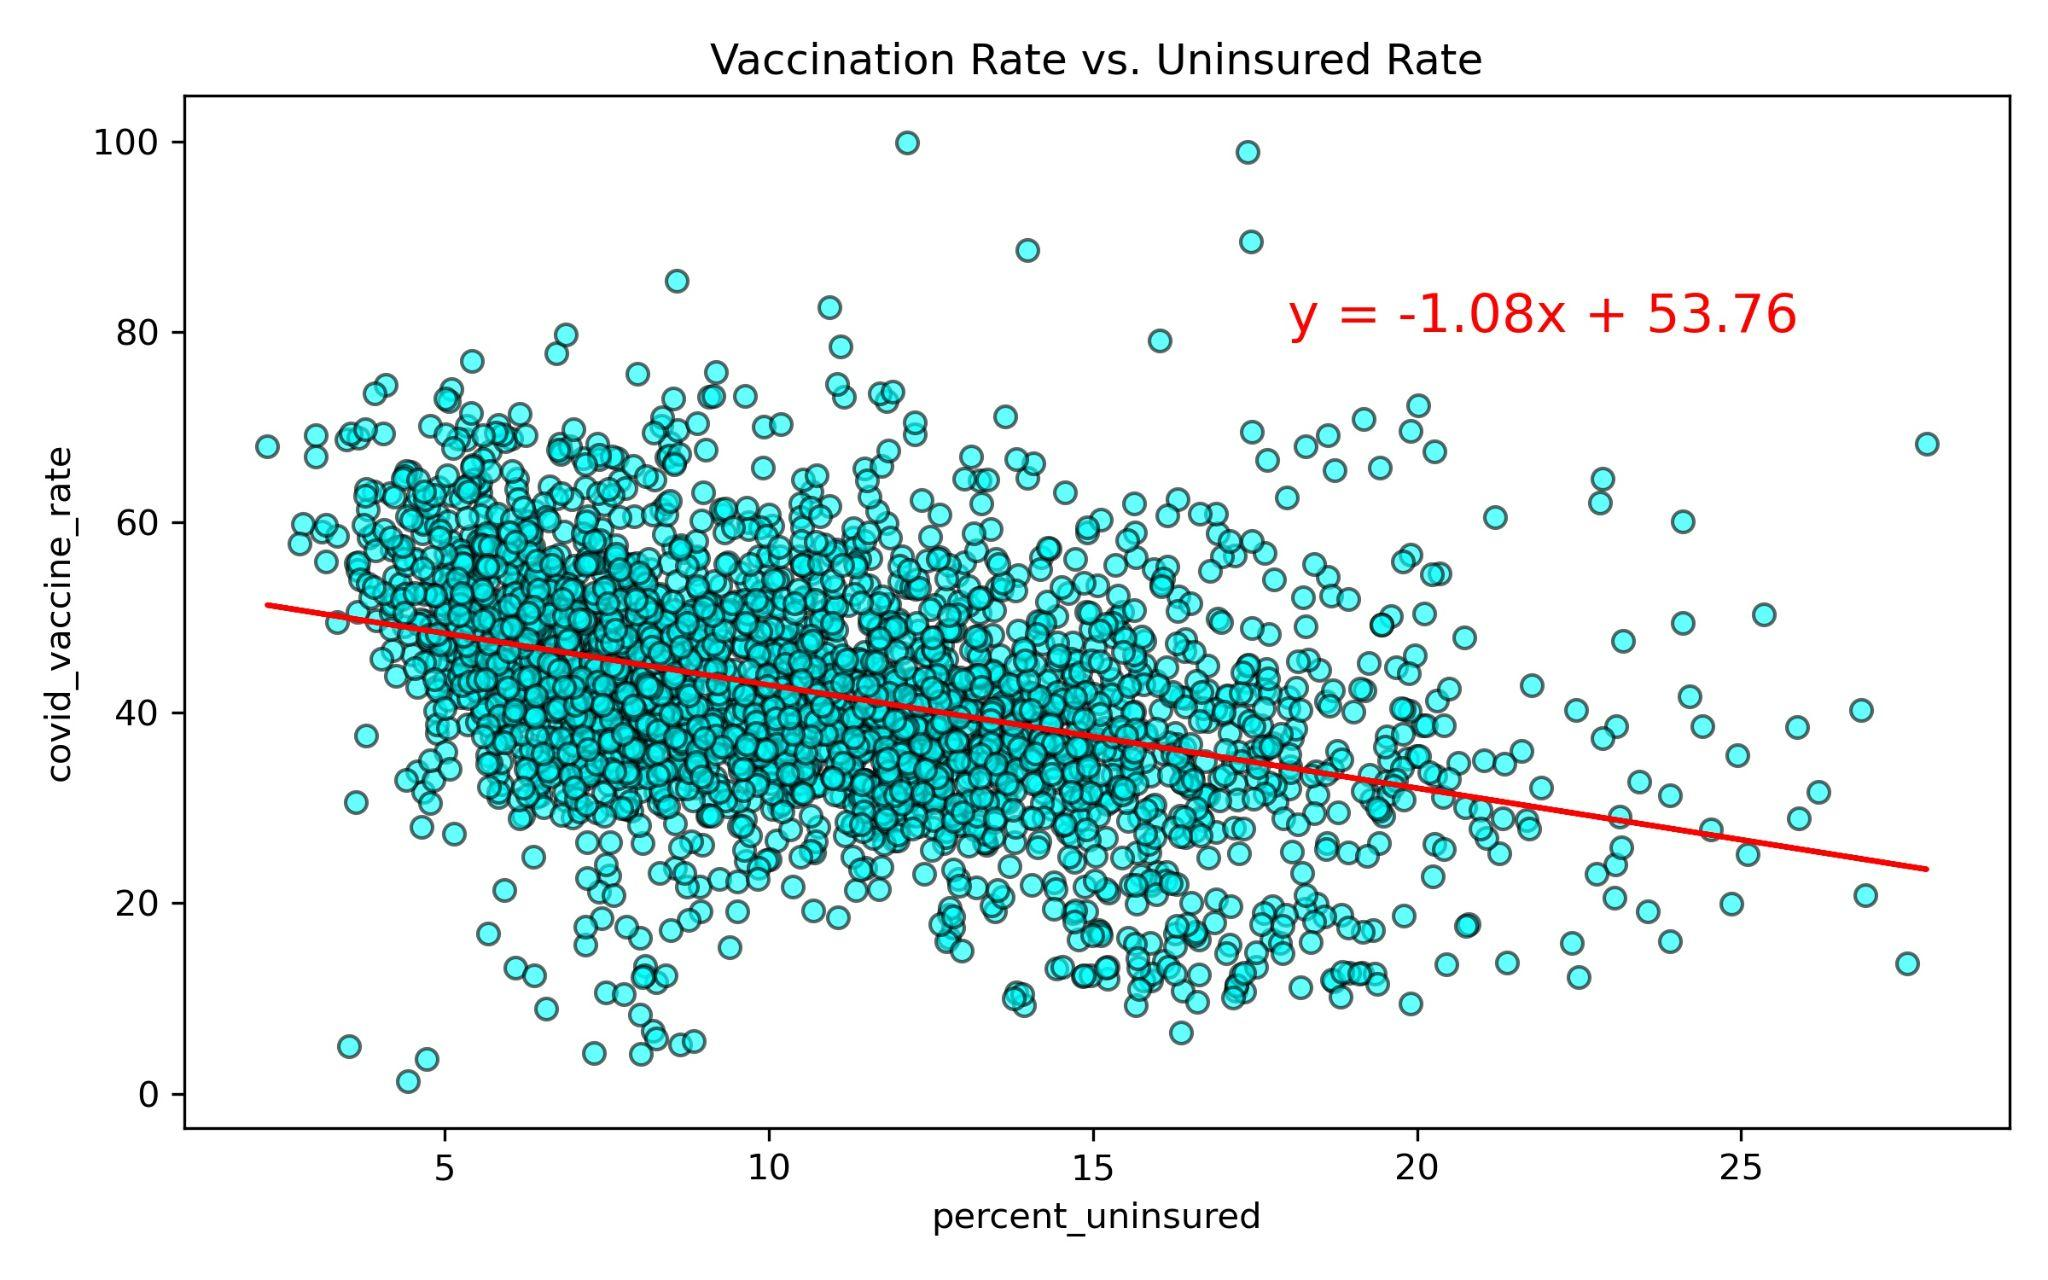 Vaccination Rate vs. Uninsured Rate
100
80
60
40
20
0
covid_vaccine_rate
y = -1.08x + 53.76
5 10 15 20 25
percent_uninsured